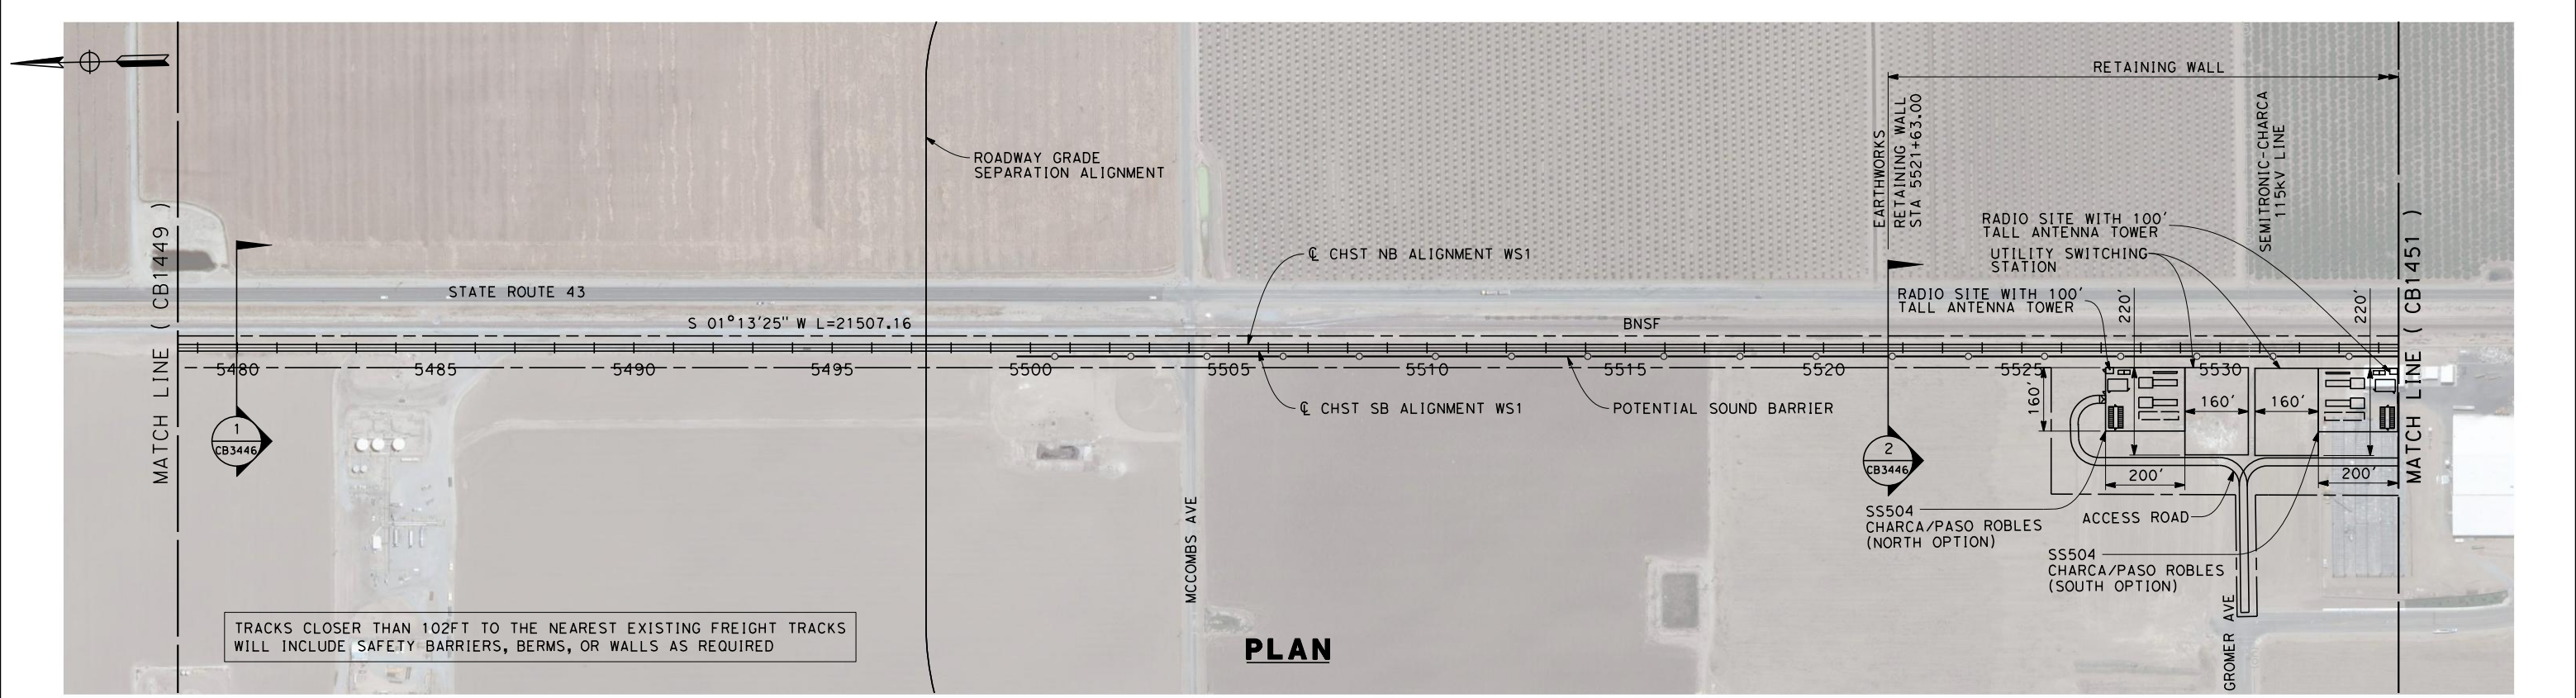 RETAINING WALL
EARTHWORKS
RETAINING WALL
STA 5521+63.00
SEMITRONIC-CHARCA
115KV LINE
ROADWAY GRADE
SEPARATION ALIGNMENT
MATCH LINE ( CB1449 )
MATCH LINE ( CB1451 )
RADIO SITE WITH 100'
TALL ANTENNA TOWER
UTILITY SWITCHING
STATION
RADIO SITE WITH 100'
TALL ANTENNA TOWER
220'
220'
℄ CHST NB ALIGNMENT WS1
STATE ROUTE 43
S 01°13'25" W L=21507.16
BNSF
5480
5485
5490
5495
5500
5505
5510
5515
5520
5525
5530
℄ CHST SB ALIGNMENT WS1
POTENTIAL SOUND BARRIER
160'
160'
160'
1
CB3446
2
CB3446
200'
200'
MCCOMBS AVE
SS504
CHARCA/PASO ROBLES
(NORTH OPTION)
ACCESS ROAD
SS504
CHARCA/PASO ROBLES
(SOUTH OPTION)
GROMER AVE
TRACKS CLOSER THAN 102FT TO THE NEAREST EXISTING FREIGHT TRACKS
WILL INCLUDE SAFETY BARRIERS, BERMS, OR WALLS AS REQUIRED
PLAN